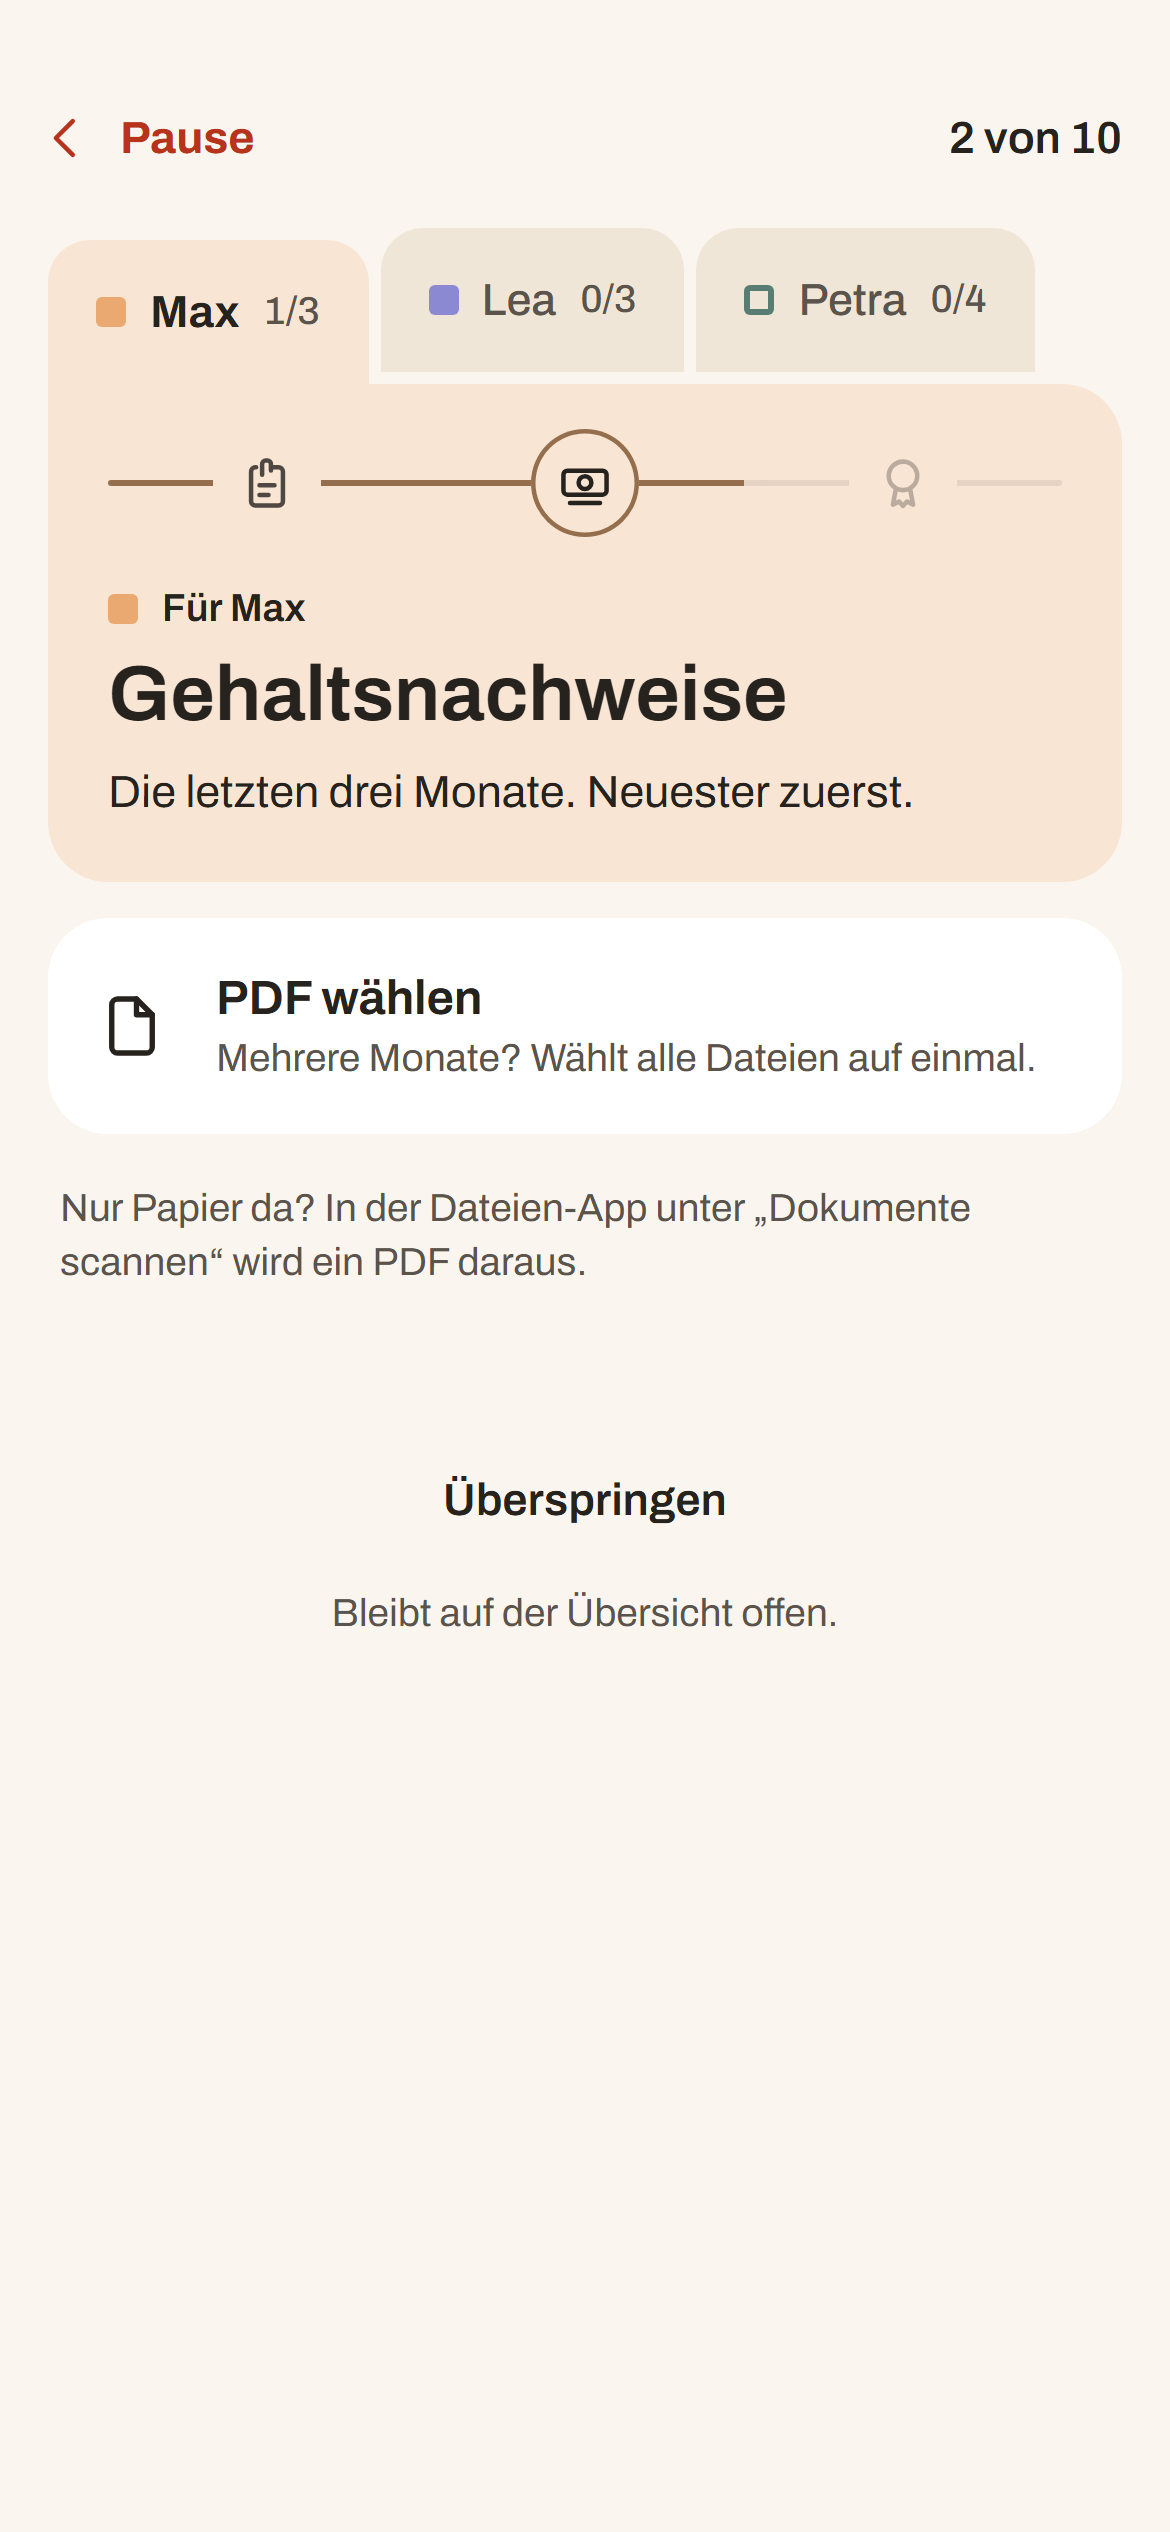 Pause
2 von 10
Max 1/3
Lea 0/3
Petra 0/4
Für Max
Gehaltsnachweise
Die letzten drei Monate. Neuester zuerst.
PDF wählen
Mehrere Monate? Wählt alle Dateien auf einmal.
Nur Papier da? In der Dateien-App unter „Dokumente
scannen“ wird ein PDF daraus.
Überspringen
Bleibt auf der Übersicht offen.